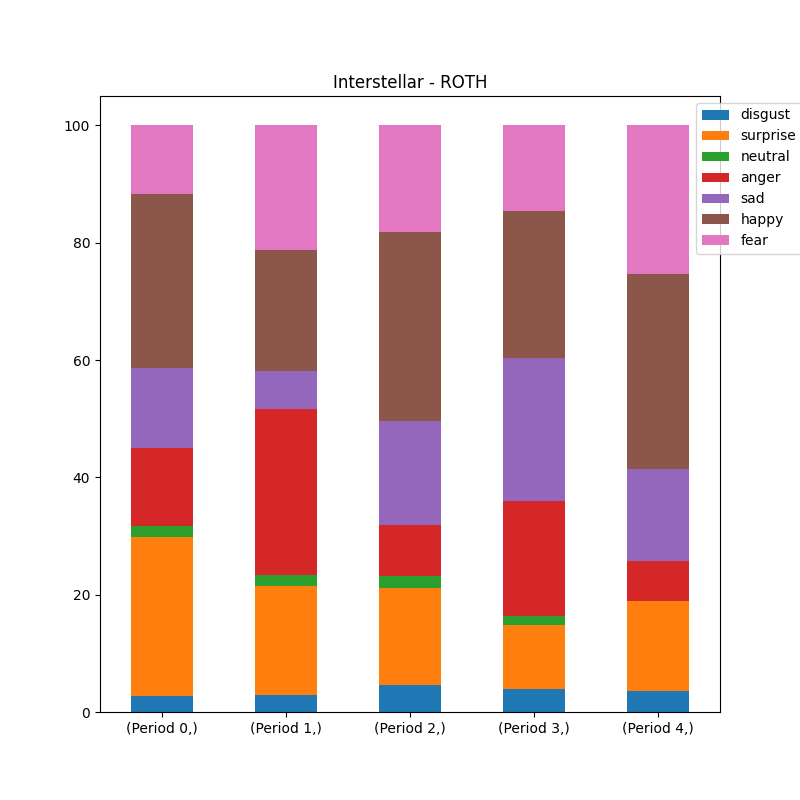 Interstellar - ROTH
disgust
surprise
neutral
anger
sad
happy
fear
100
80
60
40
20
0
(Period 0,) (Period 1,) (Period 2,) (Period 3,) (Period 4,)